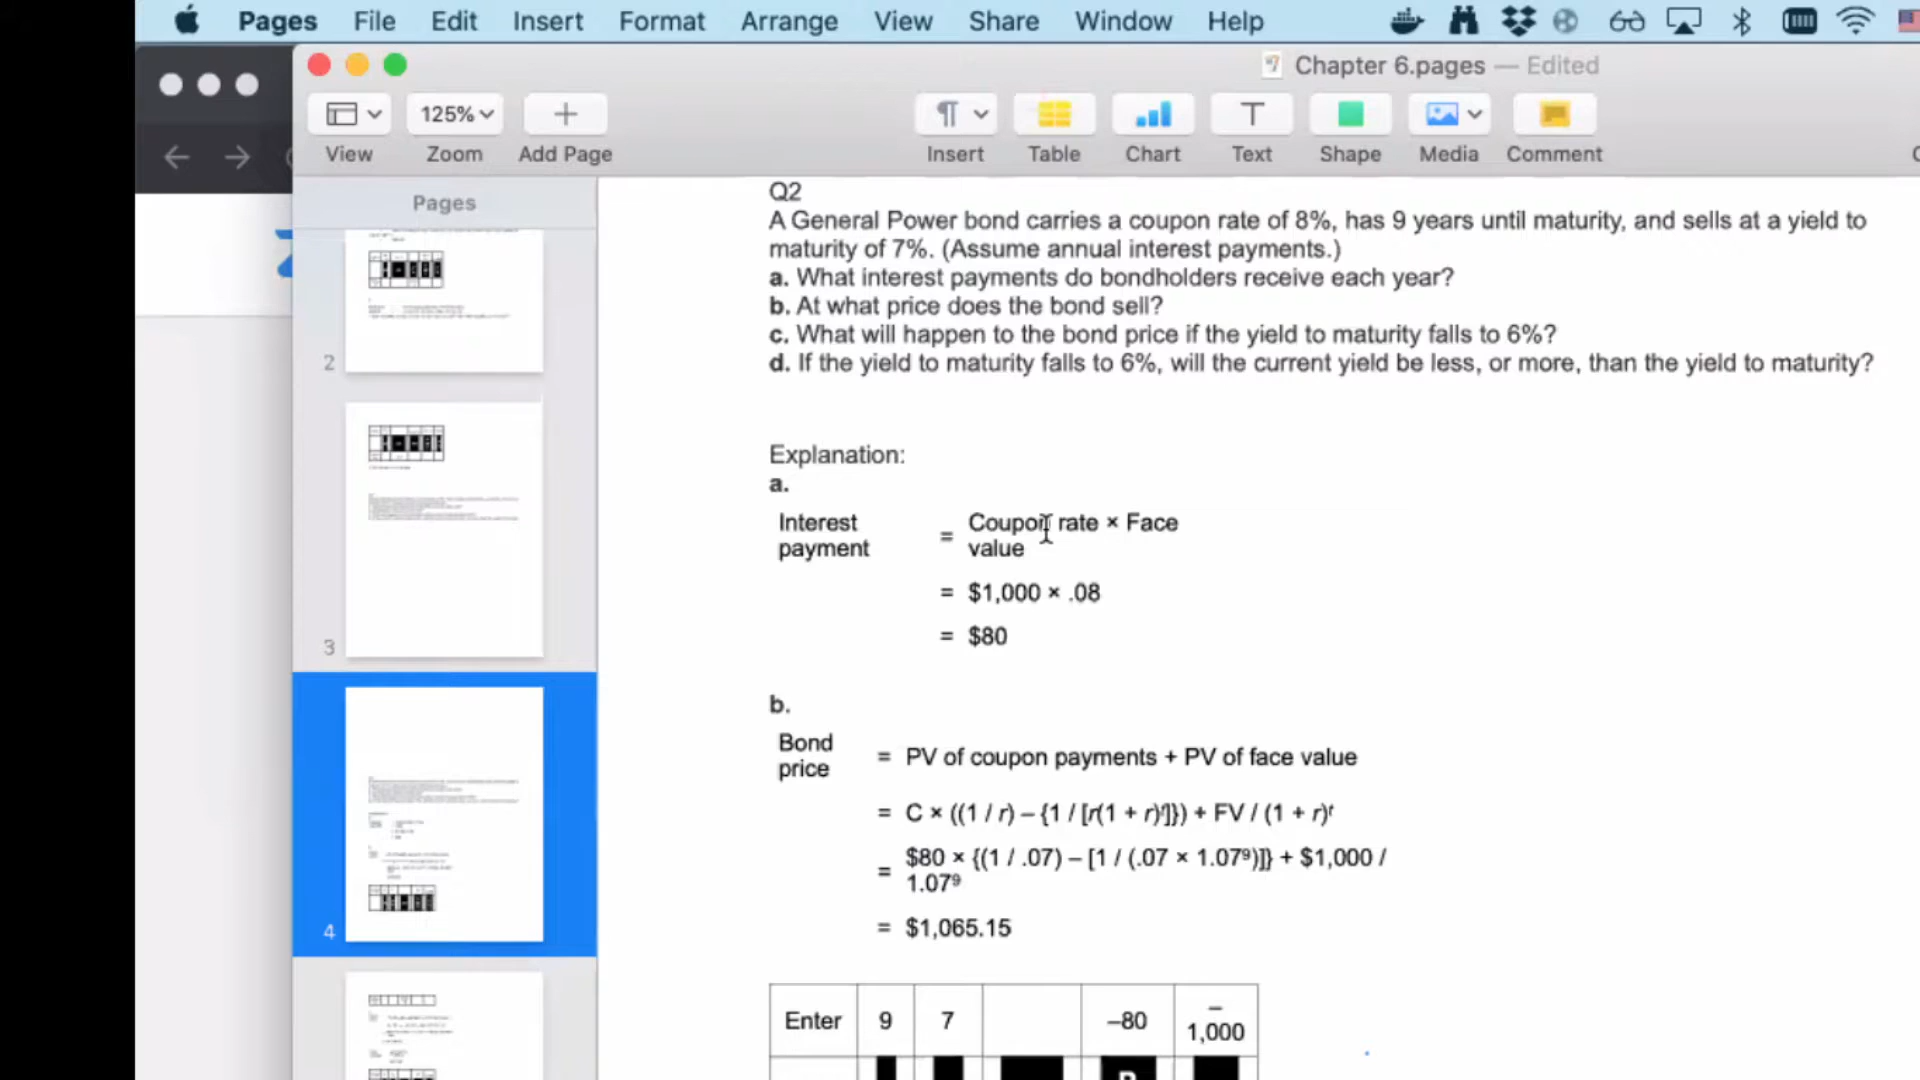 Pages File Edit Insert Format Arrange View Share Window Help
Chapter 6.pages — Edited
125%
View Zoom Add Page Insert Table Chart Text Shape Media Comment
Pages
2
3
4
Q2
A General Power bond carries a coupon rate of 8%, has 9 years until maturity, and sells at a yield to
maturity of 7%. (Assume annual interest payments.)
a. What interest payments do bondholders receive each year?
b. At what price does the bond sell?
c. What will happen to the bond price if the yield to maturity falls to 6%?
d. If the yield to maturity falls to 6%, will the current yield be less, or more, than the yield to maturity?
Explanation:
a.
Interest
payment
= Coupon rate × Face
value
= $1,000 × .08
= $80
b.
Bond
price
= PV of coupon payments + PV of face value
= C × ((1 / r) – {1 / [r(1 + r)ᵗ]}) + FV / (1 + r)ᵗ
= $80 × {(1 / .07) – [1 / (.07 × 1.07⁹)]} + $1,000 /
1.07⁹
= $1,065.15
Enter 9 7 –80 –
1,000